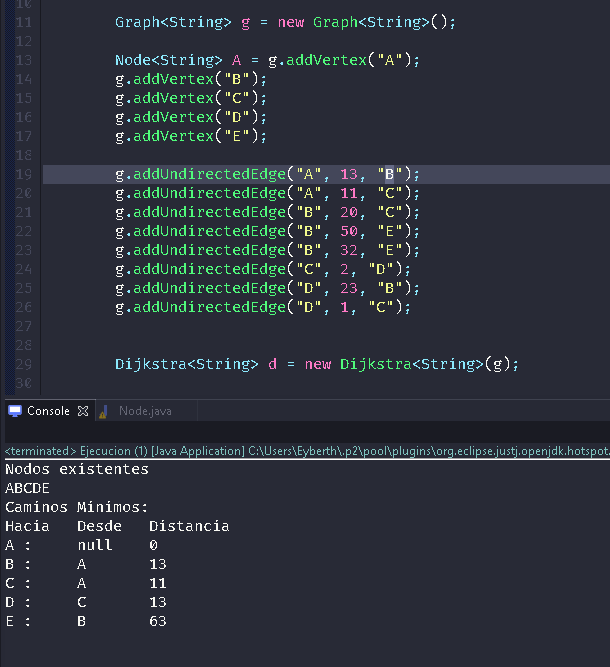 10
11 Graph<String> g = new Graph<String>();
12
13 Node<String> A = g.addVertex("A");
14 g.addVertex("B");
15 g.addVertex("C");
16 g.addVertex("D");
17 g.addVertex("E");
18
19 g.addUndirectedEdge("A", 13, "B");
20 g.addUndirectedEdge("A", 11, "C");
21 g.addUndirectedEdge("B", 20, "C");
22 g.addUndirectedEdge("B", 50, "E");
23 g.addUndirectedEdge("B", 32, "E");
24 g.addUndirectedEdge("C", 2, "D");
25 g.addUndirectedEdge("D", 23, "B");
26 g.addUndirectedEdge("D", 1, "C");
27
28
29 Dijkstra<String> d = new Dijkstra<String>(g);
30
Console Node.java
<terminated> Ejecucion (1) [Java Application] C:\Users\Eyberth\.p2\pool\plugins\org.eclipse.justj.openjdk.hotspot.
Nodos existentes
ABCDE
Caminos Minimos:
Hacia Desde Distancia
A : null 0
B : A 13
C : A 11
D : C 13
E : B 63